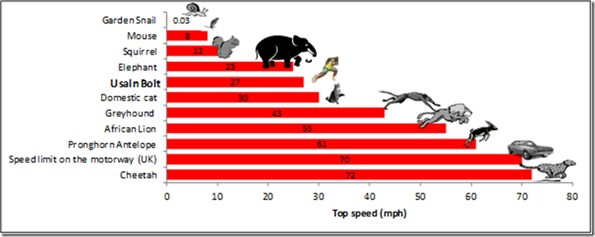 Garden Snail 0.03
Mouse 8
Squirrel 12
Elephant 25
Usain Bolt 27
Domestic cat 30
Greyhound 43
African Lion 55
Pronghorn Antelope 61
Speed limit on the motorway (UK) 70
Cheetah 72
0 10 20 30 40 50 60 70 80
Top speed (mph)